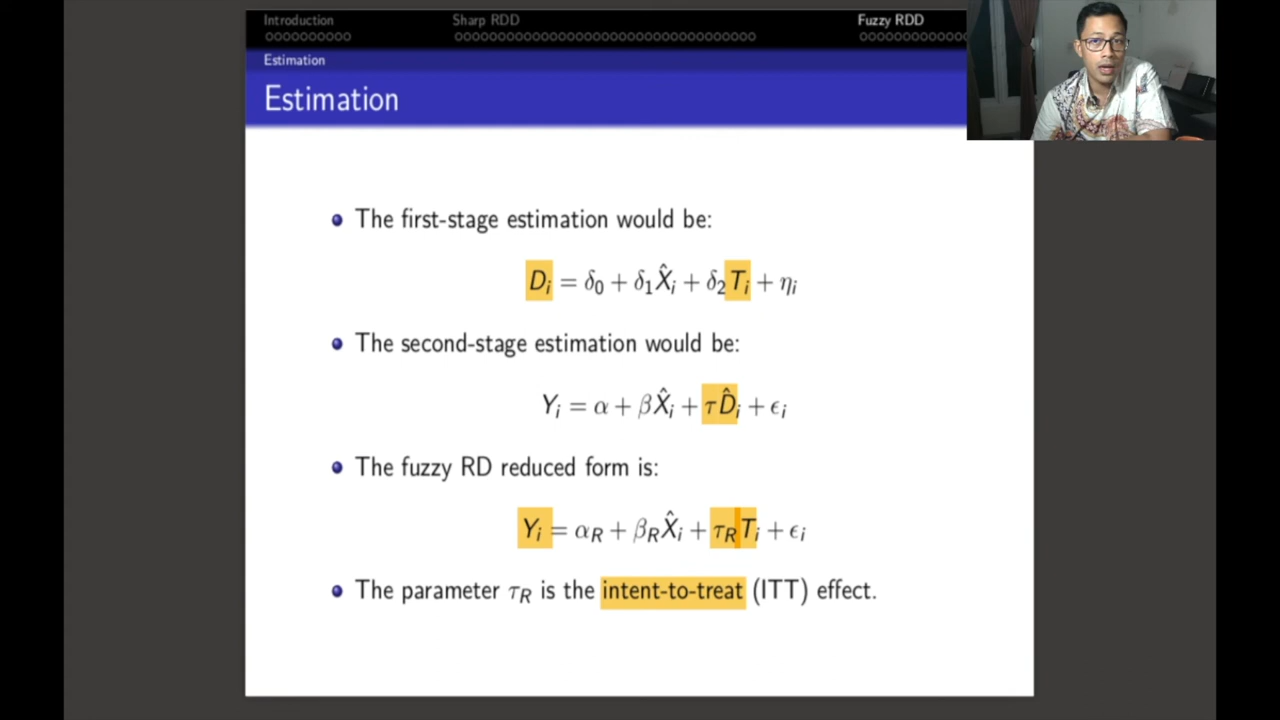 Introduction Sharp RDD Fuzzy RDD
Estimation
Estimation
The first-stage estimation would be:
Dᵢ = δ₀ + δ₁X̂ᵢ + δ₂Tᵢ + ηᵢ
The second-stage estimation would be:
Yᵢ = α + βX̂ᵢ + τD̂ᵢ + ϵᵢ
The fuzzy RD reduced form is:
Yᵢ = α_R + β_RX̂ᵢ + τ_RTᵢ + ϵᵢ
The parameter τ_R is the intent-to-treat (ITT) effect.